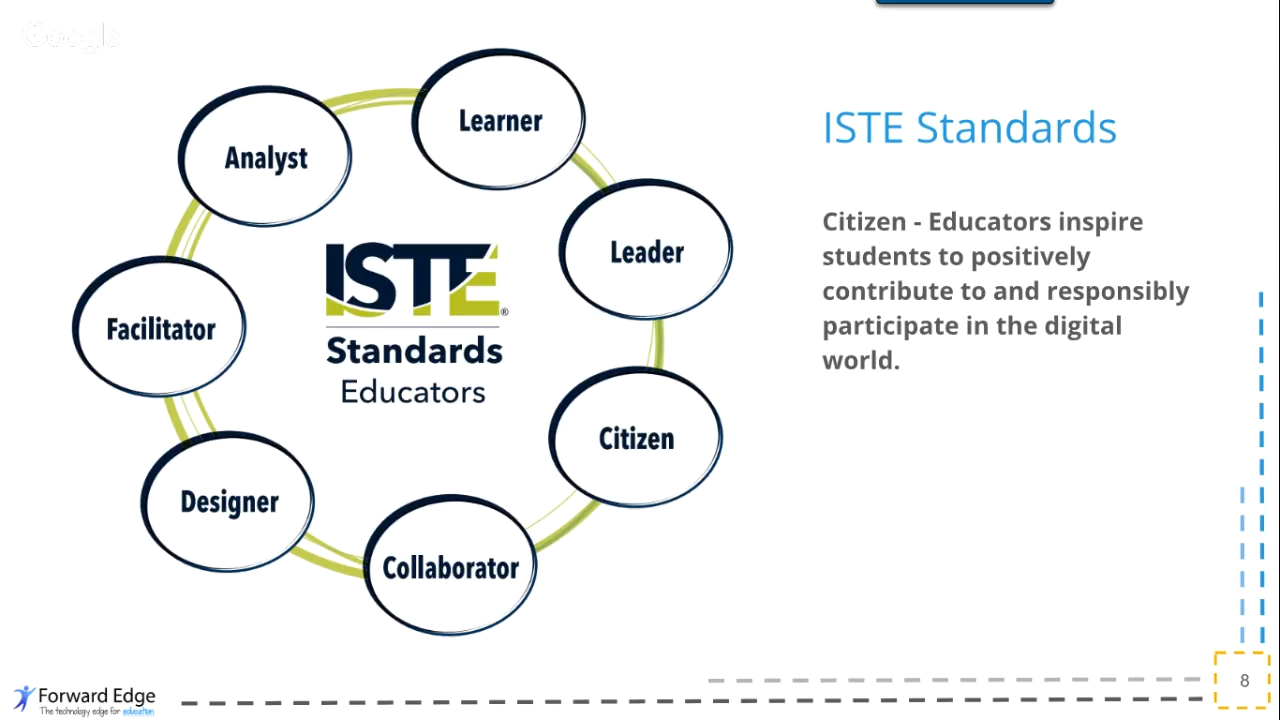 Google
Learner
Analyst
Leader
Facilitator
Citizen
Designer
Collaborator
ISTE®
Standards
Educators
ISTE Standards
Citizen - Educators inspire
students to positively
contribute to and responsibly
participate in the digital
world.
Forward Edge
The technology edge for education
8